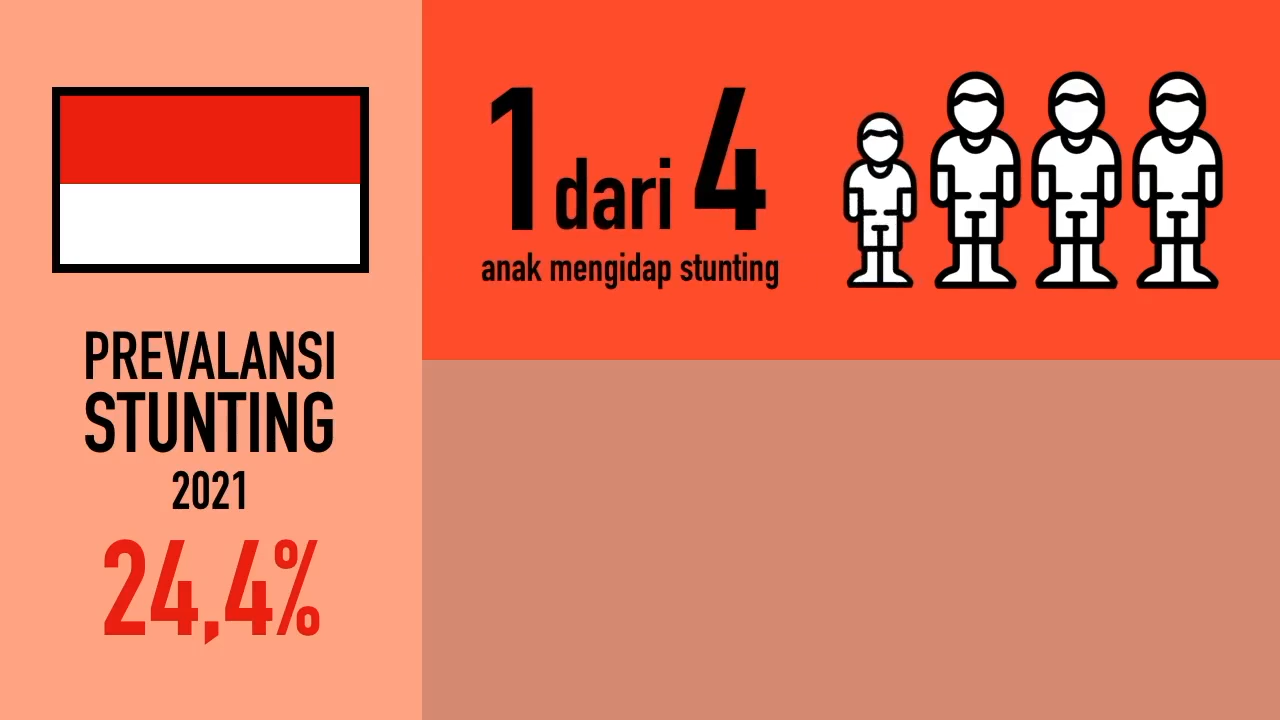 PREVALANSI
STUNTING
2021
24,4%
1 dari 4
anak mengidap stunting